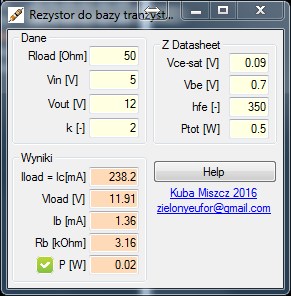 Rezystor do bazy tranzyst...
Dane
Rload [Ohm] 50
Vin [V] 5
Vout [V] 12
k [-] 2
Z Datasheet
Vce-sat [V] 0.09
Vbe [V] 0.7
hfe [-] 350
Ptot [W] 0.5
Wyniki
Iload = Ic[mA] 238.2
Vload [V] 11.91
Ib [mA] 1.36
Rb [kOhm] 3.16
P [W] 0.02
Help
Kuba Miszcz 2016
zielonyeufor@gmail.com